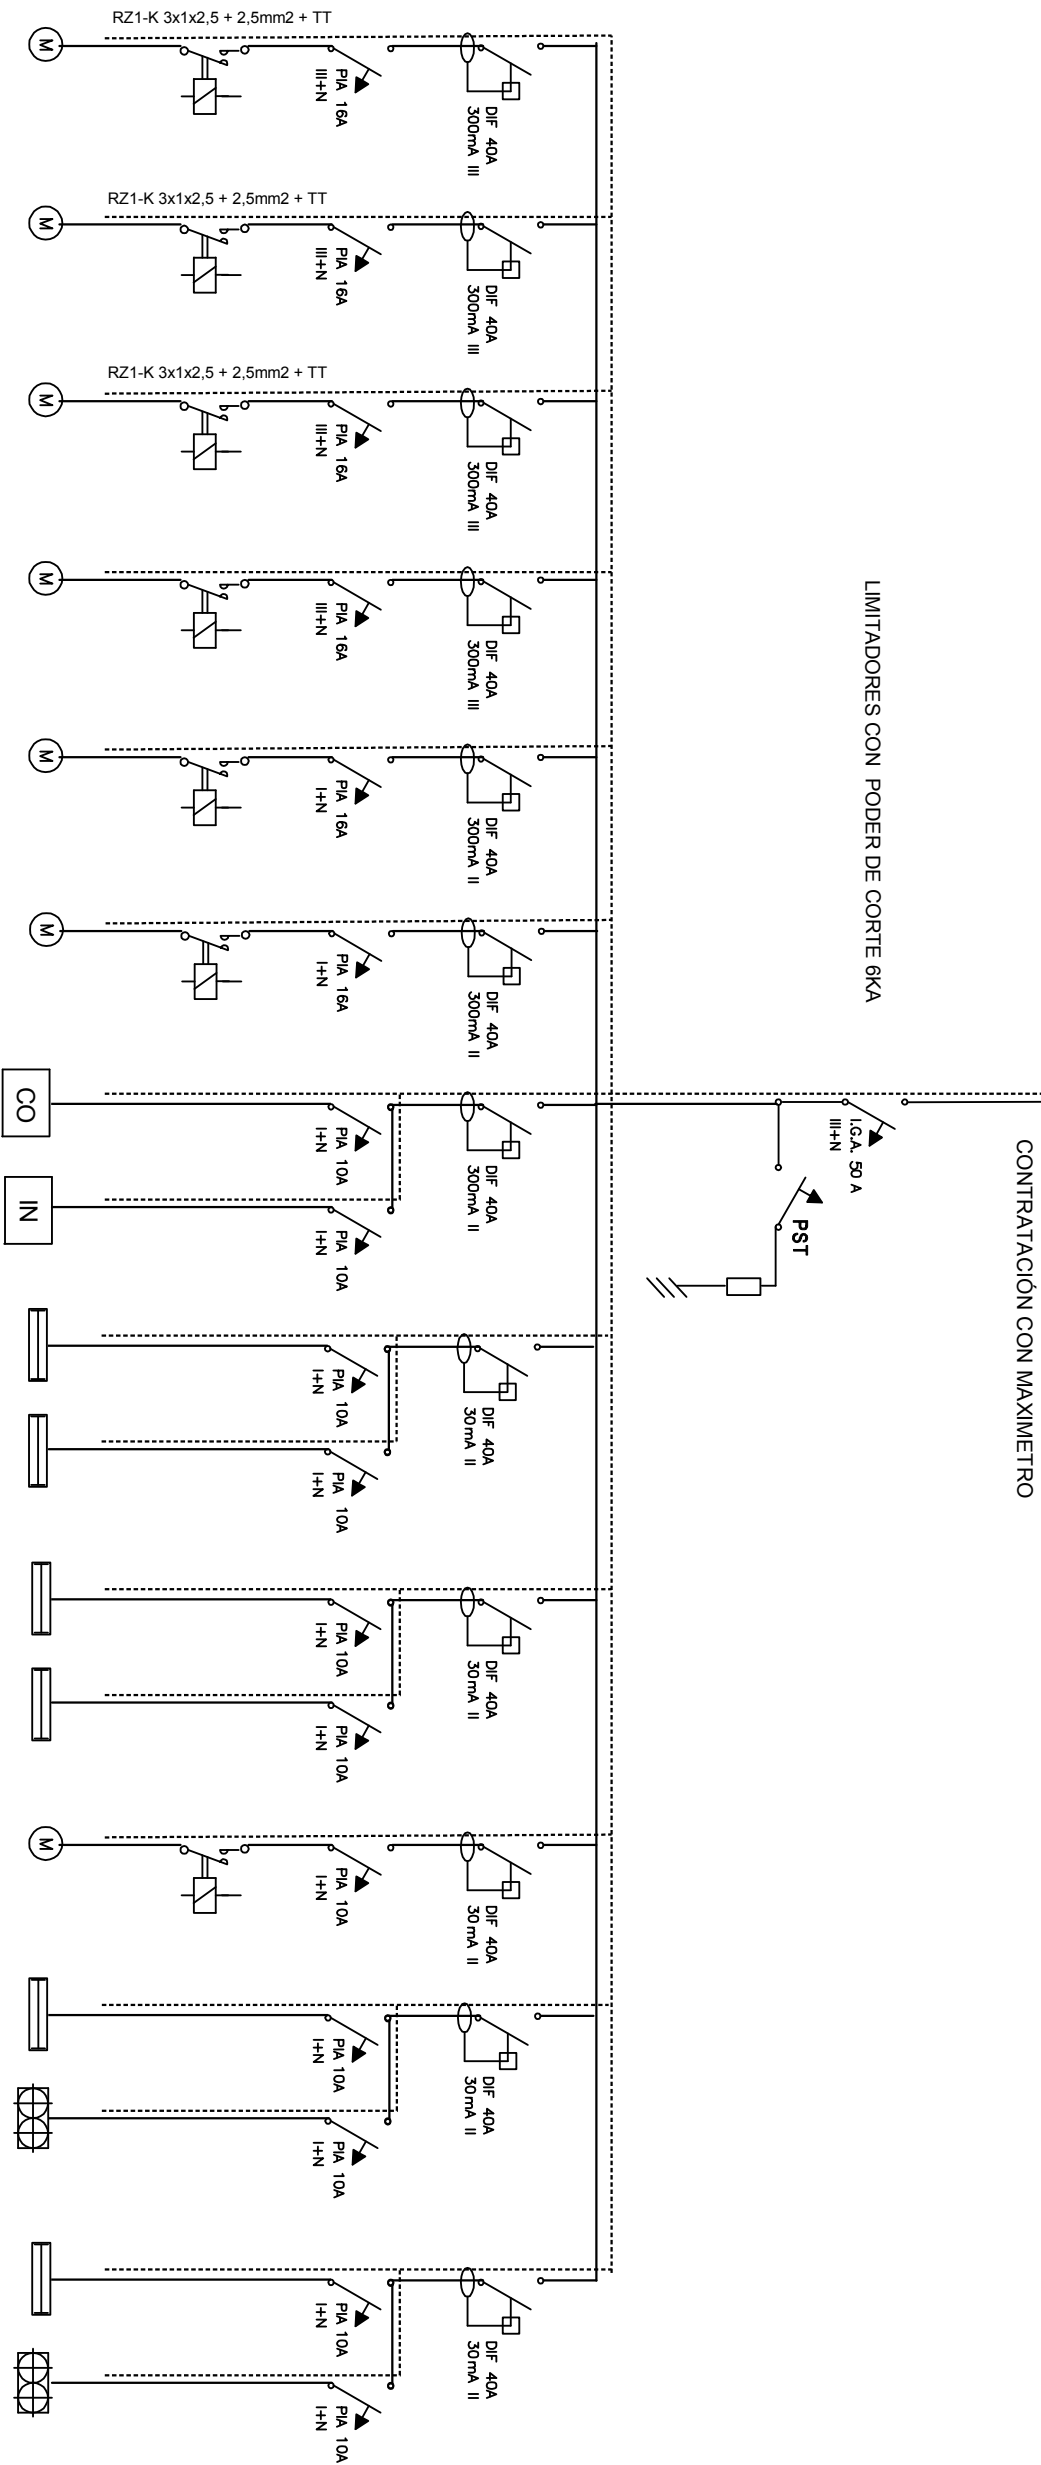 CONTRATACIÓN CON MAXIMETRO
LIMITADORES CON PODER DE CORTE 6KA
I.G.A. 50 A
III+N
PST
RZ1-K 3x1x2,5 + 2,5mm2 + TT
DIF 40A
300mA III
PIA 16A
III+N
M
RZ1-K 3x1x2,5 + 2,5mm2 + TT
DIF 40A
300mA III
PIA 16A
III+N
M
RZ1-K 3x1x2,5 + 2,5mm2 + TT
DIF 40A
300mA III
PIA 16A
III+N
M
DIF 40A
300mA III
PIA 16A
III+N
M
DIF 40A
300mA II
PIA 16A
I+N
M
DIF 40A
300mA II
PIA 16A
I+N
M
DIF 40A
300mA II
PIA 10A
I+N
CO
PIA 10A
I+N
IN
DIF 40A
30mA II
PIA 10A
I+N
PIA 10A
I+N
DIF 40A
30mA II
PIA 10A
I+N
PIA 10A
I+N
DIF 40A
30mA II
PIA 10A
I+N
M
DIF 40A
30mA II
PIA 10A
I+N
PIA 10A
I+N
DIF 40A
30mA II
PIA 10A
I+N
PIA 10A
I+N